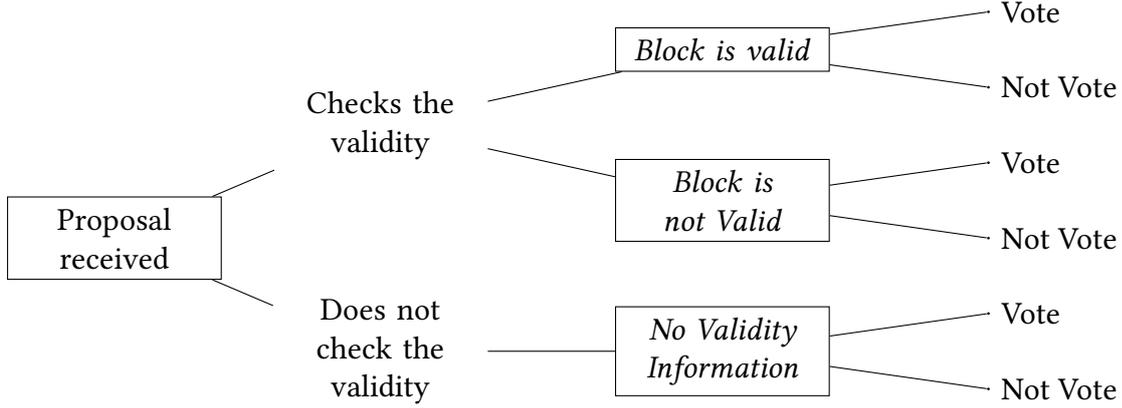 Proposal
received
Checks the
validity
Does not
check the
validity
Block is valid
Block is
not Valid
No Validity
Information
Vote
Not Vote
Vote
Not Vote
Vote
Not Vote